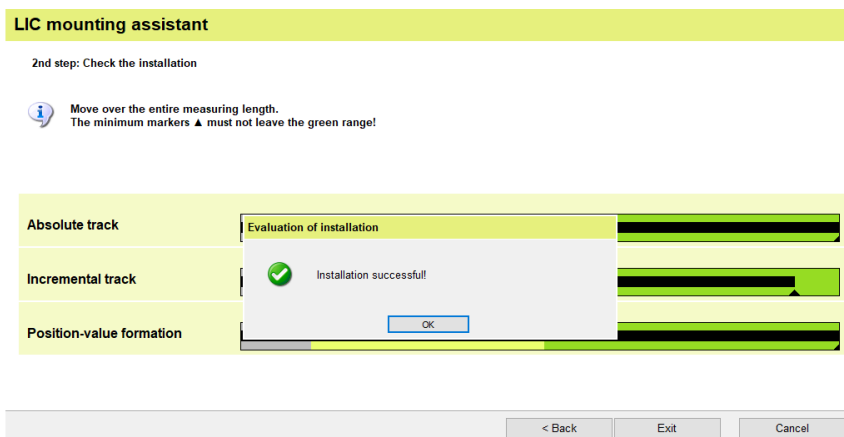 LIC mounting assistant
2nd step: Check the installation
Move over the entire measuring length.
The minimum markers ▲ must not leave the green range!
Absolute track
Evaluation of installation
Installation successful!
Incremental track
OK
Position-value formation
< Back
Exit
Cancel